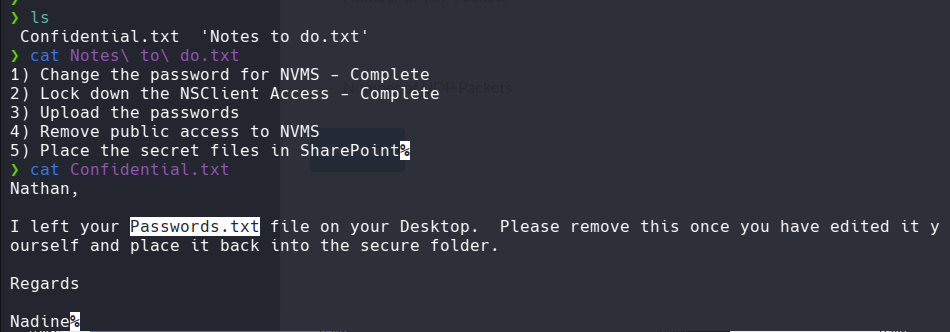 ❯ ls
Confidential.txt  'Notes to do.txt'
❯ cat Notes\ to\ do.txt
1) Change the password for NVMS - Complete
2) Lock down the NSClient Access - Complete
3) Upload the passwords
4) Remove public access to NVMS
5) Place the secret files in SharePoint%
❯ cat Confidential.txt
Nathan,
I left your Passwords.txt file on your Desktop.  Please remove this once you have edited it y
ourself and place it back into the secure folder.
Regards
Nadine%